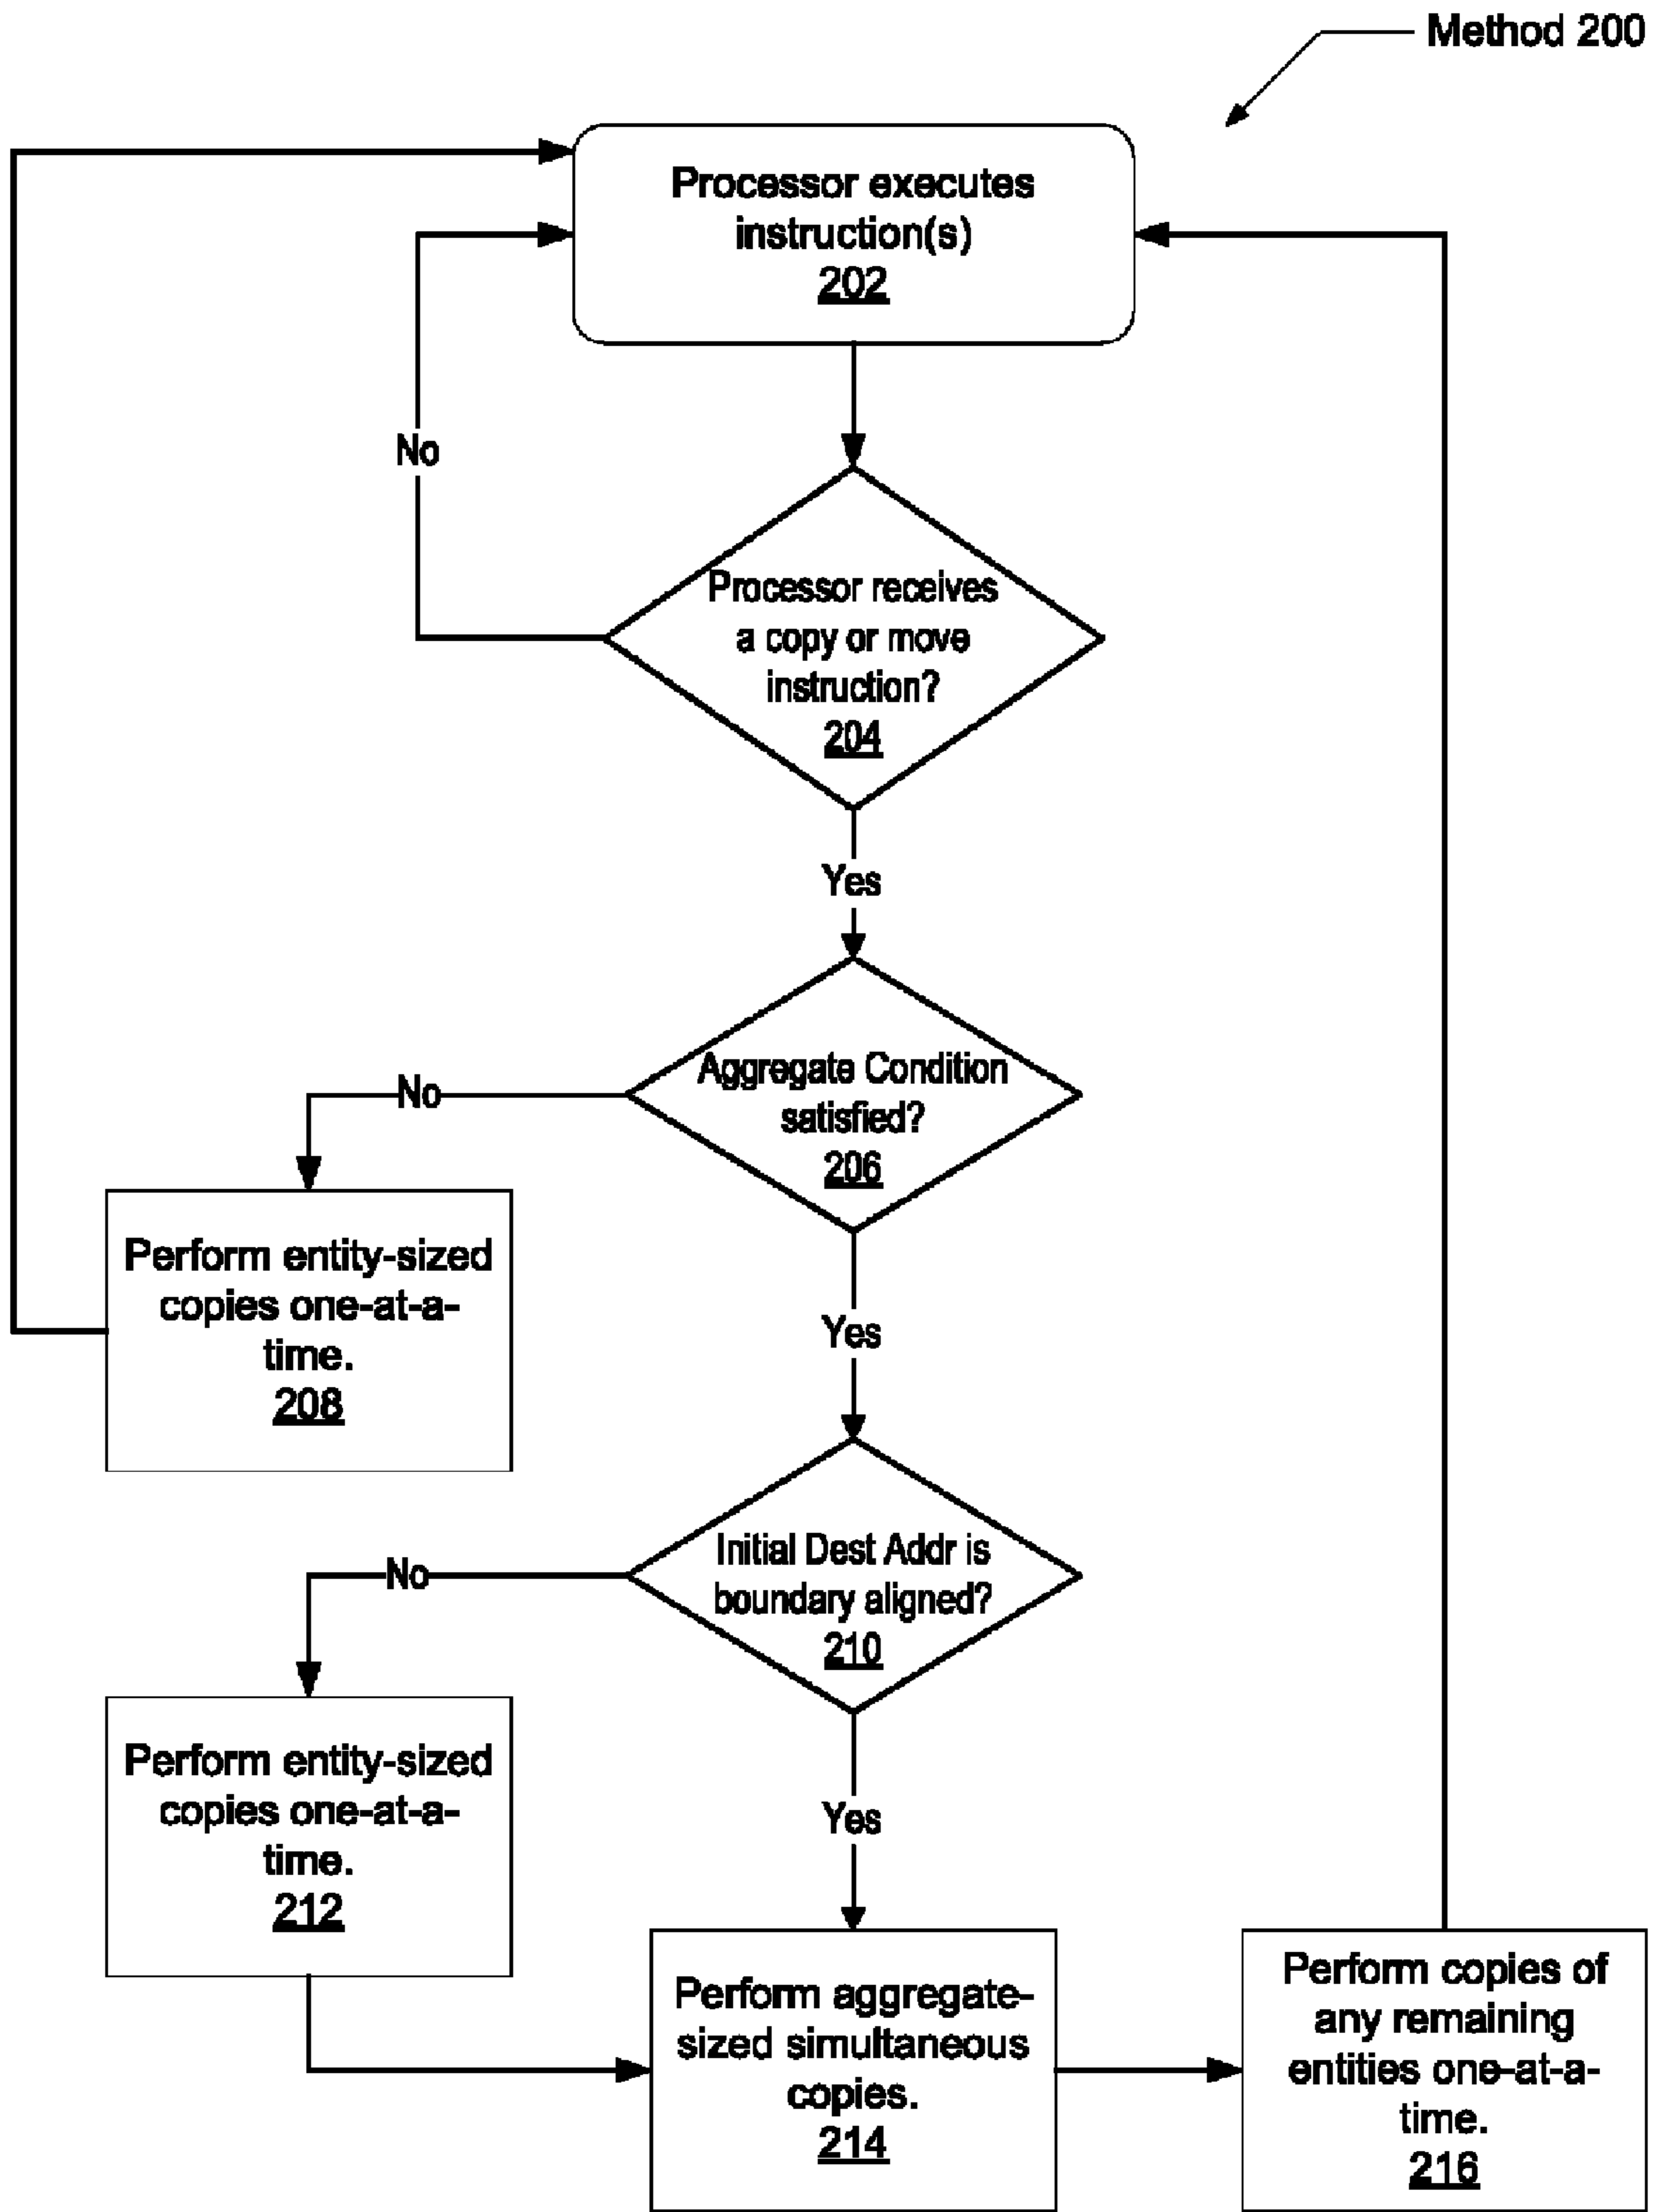 Method 200
Processor executes
instruction(s)
202
No
Processor receives
a copy or move
instruction?
204
Yes
Aggregate Condition
satisfied?
206
No
Perform entity-sized
copies one-at-a-
time.
208
Yes
Initial Dest Addr is
boundary aligned?
210
No
Perform entity-sized
copies one-at-a-
time.
212
Yes
Perform aggregate-
sized simultaneous
copies.
214
Perform copies of
any remaining
entities one-at-a-
time.
216